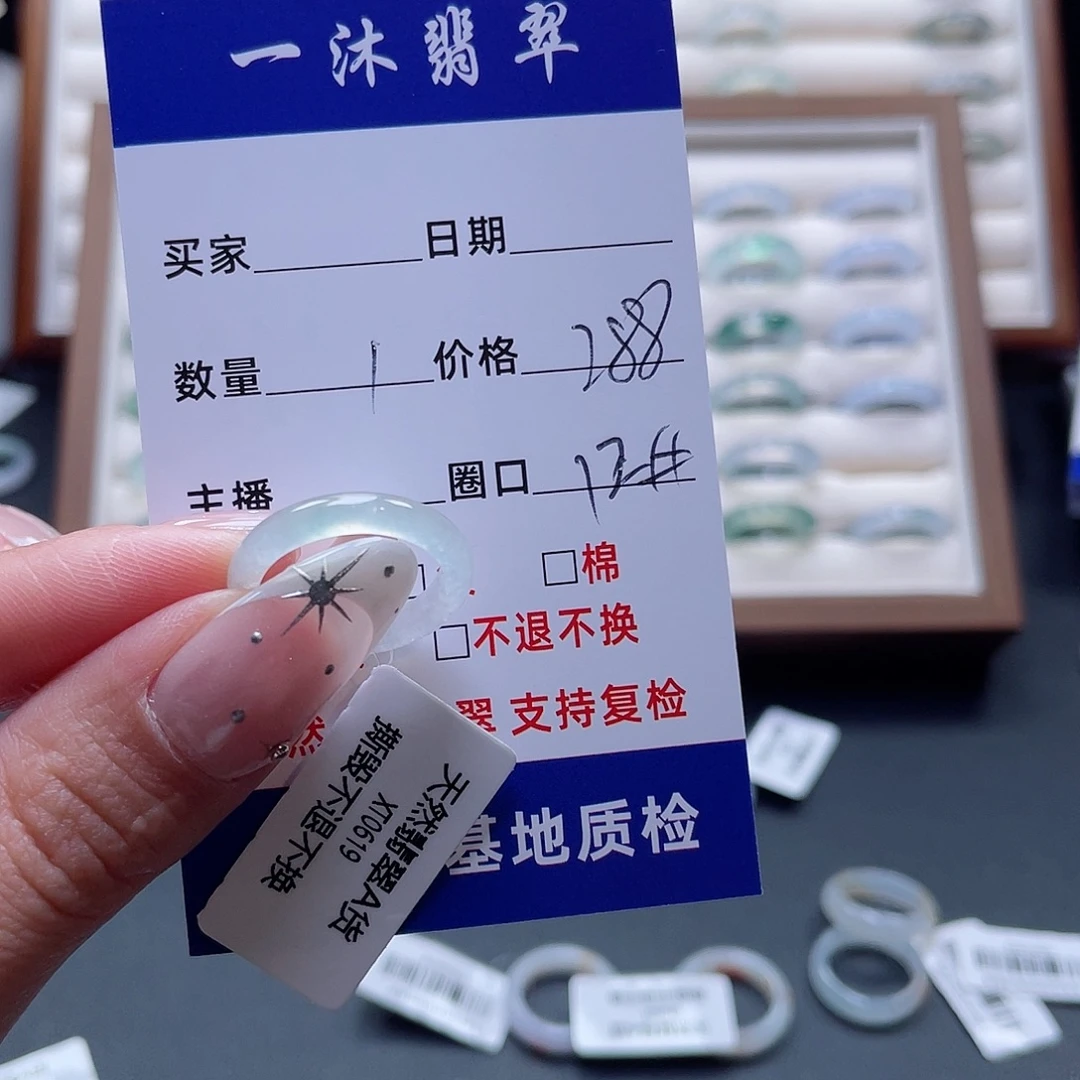 一沐翡翠
买家 日期
数量 1 价格 288
主播 圈口
□棉
□不退不换
翠 支持复检
基地质检
天然翡翠A货
XT0619
撕毁不退不换